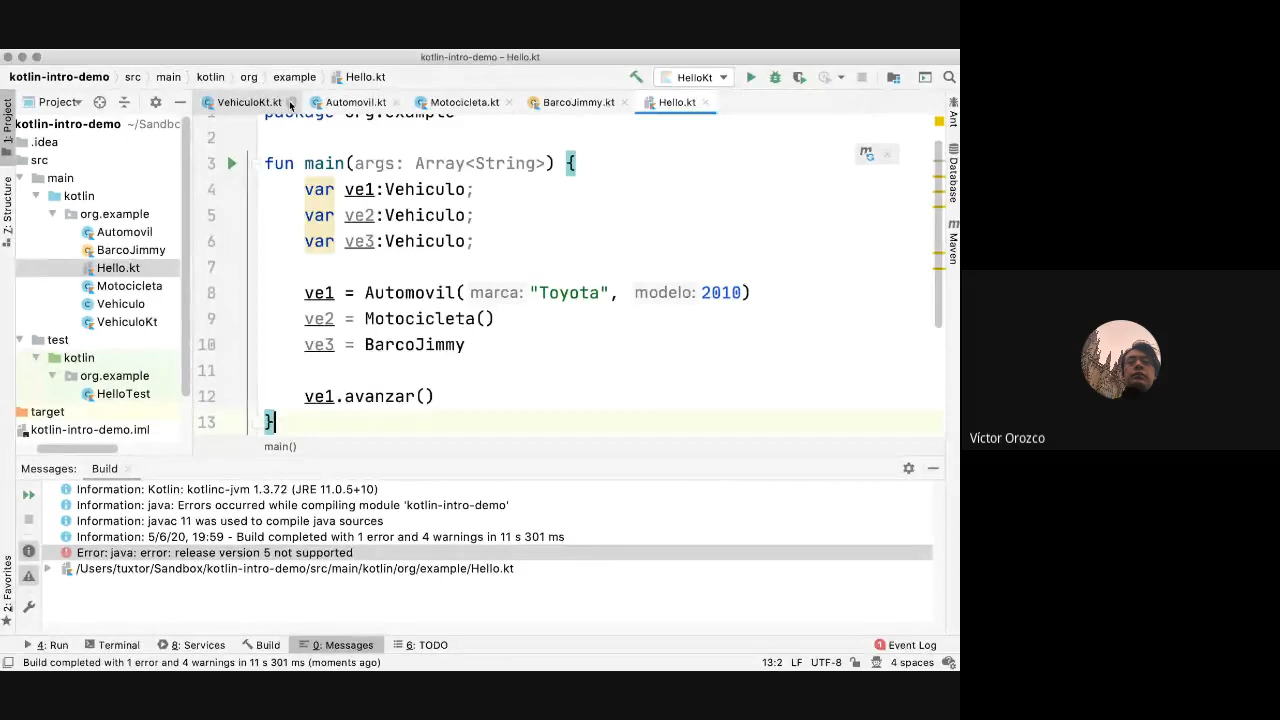 kotlin-intro-demo – Hello.kt
kotlin-intro-demo src main kotlin org example Hello.kt
HelloKt
Project
VehiculoKt.kt Automovil.kt Motocicleta.kt BarcoJimmy.kt Hello.kt
1: Project
Z: Structure
2: Favorites
kotlin-intro-demo ~/Sandbc
.idea
src
main
kotlin
org.example
Automovil
BarcoJimmy
Hello.kt
Motocicleta
Vehiculo
VehiculoKt
test
kotlin
org.example
HelloTest
target
kotlin-intro-demo.iml
1 package org.example
2
3 fun main(args: Array<String>) {
4 var ve1:Vehiculo;
5 var ve2:Vehiculo;
6 var ve3:Vehiculo;
7
8 ve1 = Automovil( marca: "Toyota", modelo: 2010)
9 ve2 = Motocicleta()
10 ve3 = BarcoJimmy
11
12 ve1.avanzar()
13 }
main()
Ant
Database
Maven
Messages: Build
Information: Kotlin: kotlinc-jvm 1.3.72 (JRE 11.0.5+10)
Information: java: Errors occurred while compiling module 'kotlin-intro-demo'
Information: javac 11 was used to compile java sources
Information: 5/6/20, 19:59 - Build completed with 1 error and 4 warnings in 11 s 301 ms
Error: java: error: release version 5 not supported
/Users/tuxtor/Sandbox/kotlin-intro-demo/src/main/kotlin/org/example/Hello.kt
4: Run Terminal 8: Services Build 0: Messages 6: TODO 1 Event Log
Build completed with 1 error and 4 warnings in 11 s 301 ms (moments ago) 13:2 LF UTF-8 4 spaces
Víctor Orozco